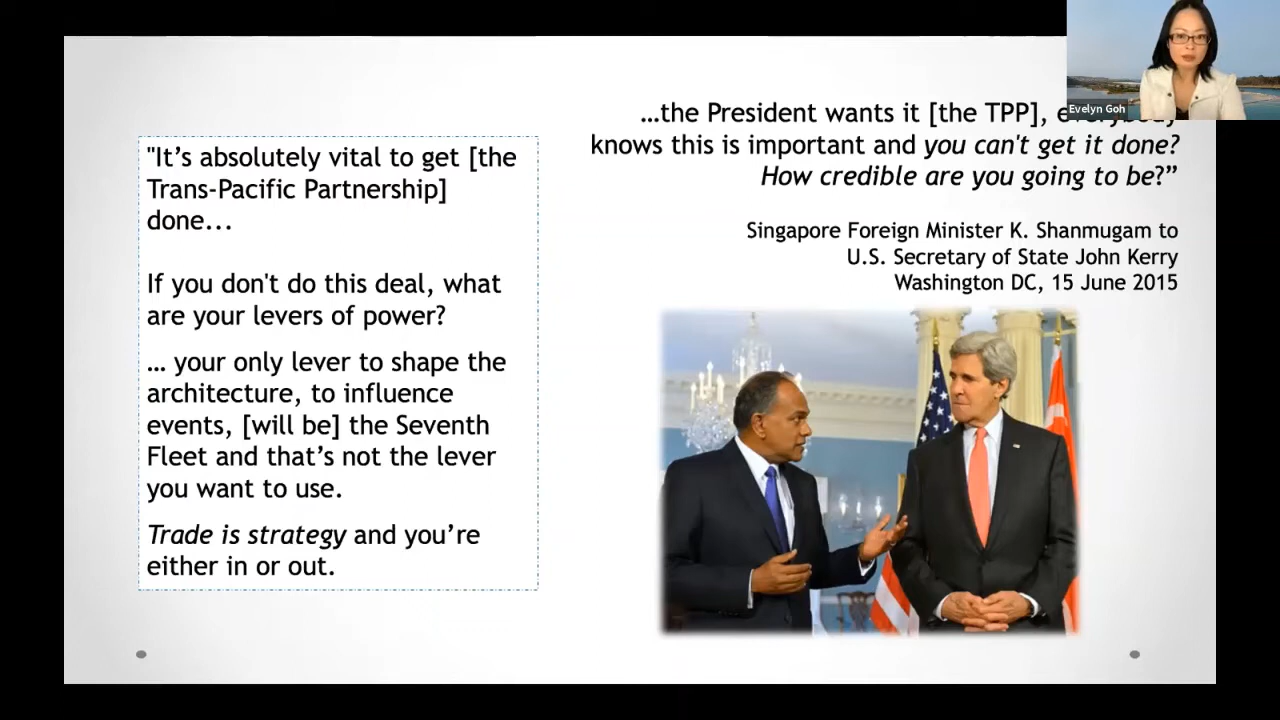 "It's absolutely vital to get [the
Trans-Pacific Partnership]
done...
If you don't do this deal, what
are your levers of power?
… your only lever to shape the
architecture, to influence
events, [will be] the Seventh
Fleet and that's not the lever
you want to use.
Trade is strategy and you're
either in or out.
…the President wants it [the TPP], everybody
knows this is important and you can't get it done?
How credible are you going to be?”
Singapore Foreign Minister K. Shanmugam to
U.S. Secretary of State John Kerry
Washington DC, 15 June 2015
Evelyn Goh